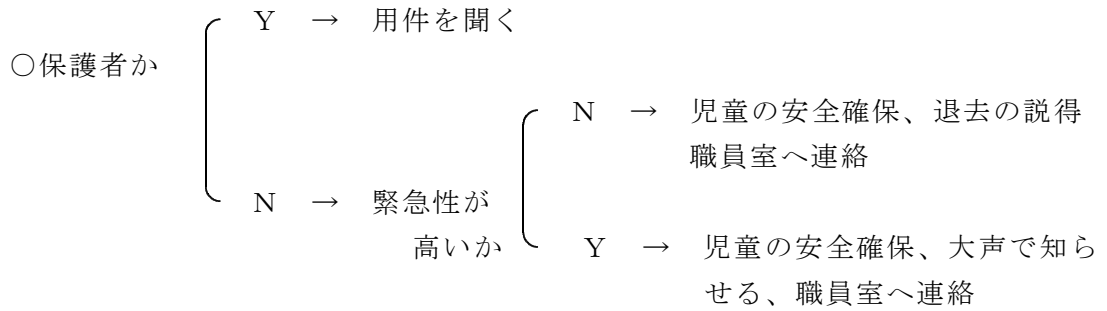 Y → 用件を聞く
○保護者か
N → 児童の安全確保、退去の説得
職員室へ連絡
N → 緊急性が
高いか
Y → 児童の安全確保、大声で知ら
せる、職員室へ連絡